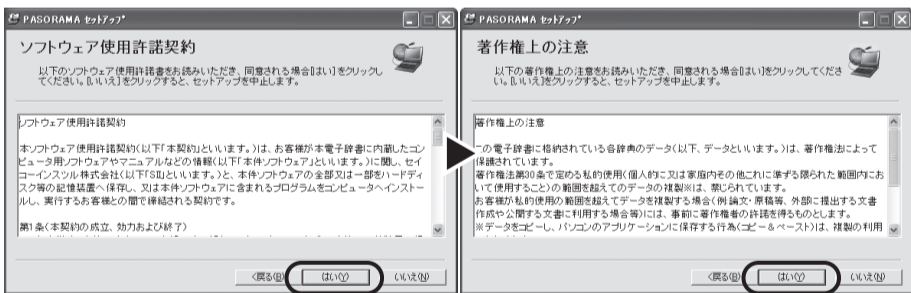 PASORAMA セットアップ
ソフトウェア使用許諾契約
以下のソフトウェア使用許諾書をお読みいただき、同意される場合[はい]をクリックし
てください。[いいえ]をクリックすると、セットアップを中止します。
ソフトウェア使用許諾契約
本ソフトウェア使用許諾契約(以下「本契約」といいます。)は、お客様が本電子辞書に内蔵したコン
ピュータ用ソフトウェアやマニュアルなどの情報(以下「本件ソフトウェア」といいます。)に関し、セイ
コーインスツル株式会社(以下「SII」といいます。)と、本件ソフトウェアの全部又は一部をハードディ
スク等の記憶装置へ保存し、又は本件ソフトウェアに含まれるプログラムをコンピュータへインストー
ルし、実行するお客様との間で締結される契約です。
第1条(本契約の成立、効力および終了)
<戻る(B)
はい(Y)
いいえ(N)
PASORAMA セットアップ
著作権上の注意
以下の著作権上の注意をお読みいただき、同意される場合[はい]をクリックしてくださ
い。[いいえ]をクリックすると、セットアップを中止します。
著作権上の注意
この電子辞書に格納されている各辞典のデータ(以下、データといいます。)は、著作権法によって
保護されています。
著作権法第30条で定める私的使用(個人的に又は家庭内その他これに準ずる限られた範囲内にお
いて使用すること)の範囲を超えてのデータの複製※は、禁じられています。
お客様が私的使用の範囲を超えてデータを複製する場合(例:論文・原稿等、外部に提出する文書
作成や公開する文書に利用する場合等)には、事前に著作権者の許諾を得るものとします。
※データをコピーし、パソコンのアプリケーションに保存する行為(コピー&ペースト)は、複製の利用
<戻る(B)
はい(Y)
いいえ(N)